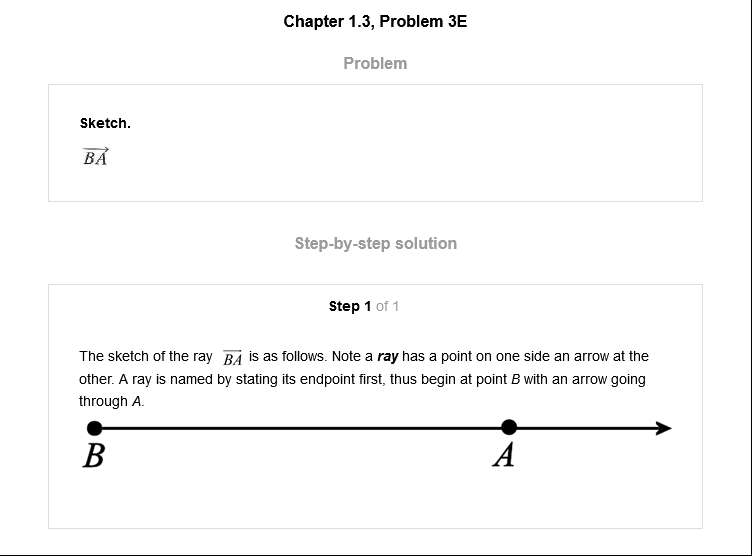 Chapter 1.3, Problem 3E
Problem
Sketch.
BA
Step-by-step solution
Step 1 of 1
The sketch of the ray BA is as follows. Note a ray has a point on one side an arrow at the
other. A ray is named by stating its endpoint first, thus begin at point B with an arrow going
through A.
B A